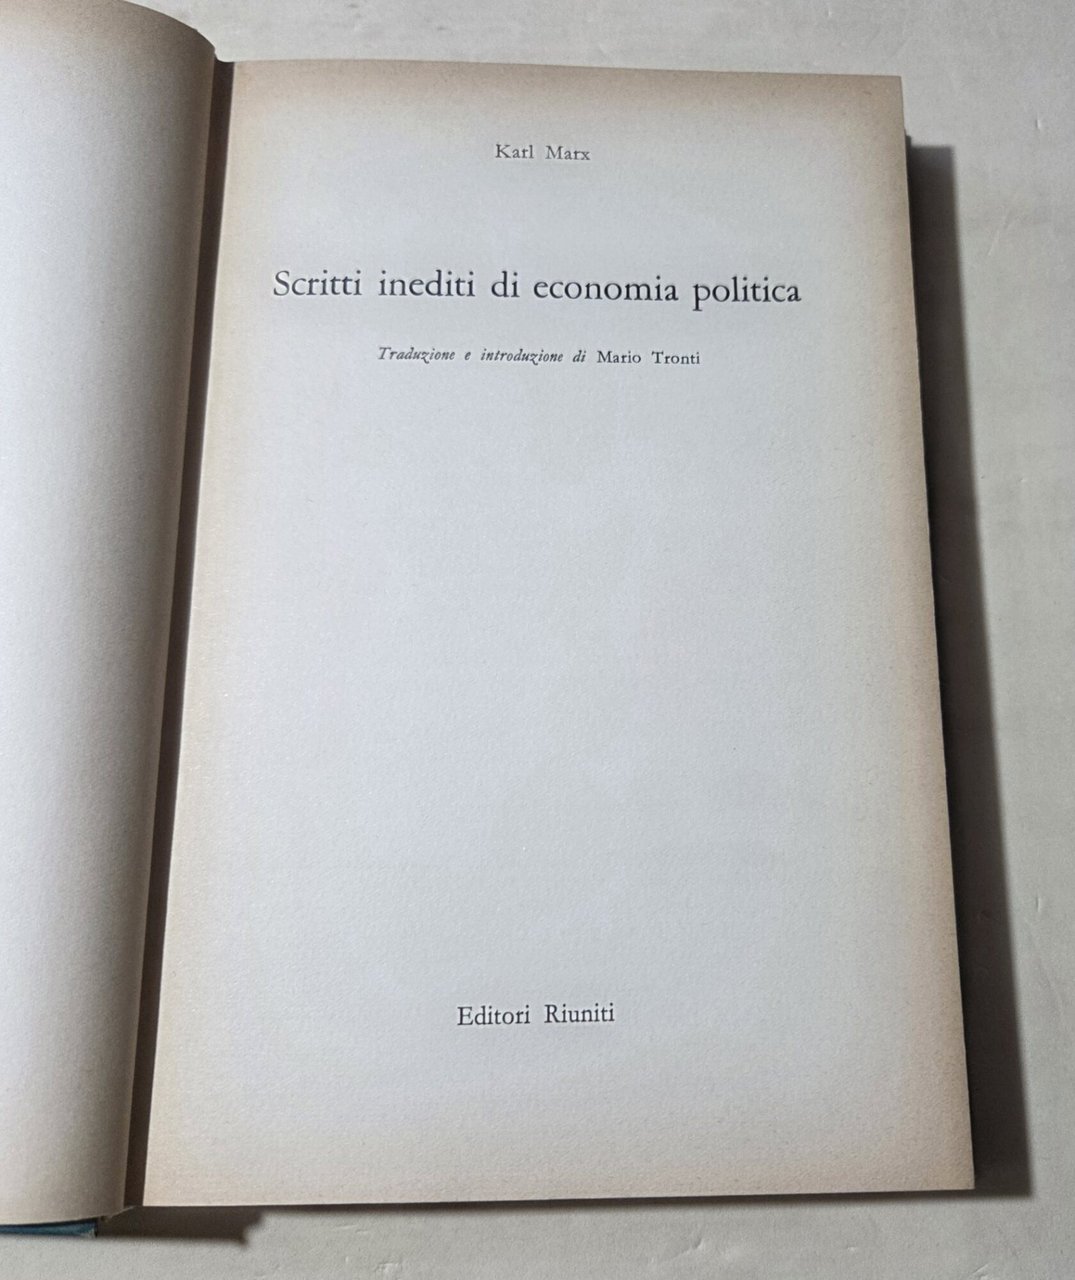 Karl Marx
Scritti inediti di economia politica
Traduzione e introduzione di Mario Tronti
Editori Riuniti